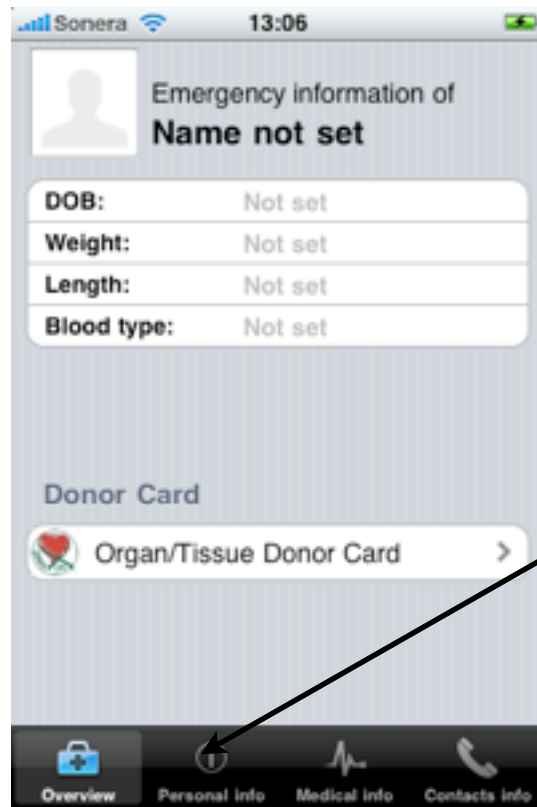 Sonera 13:06
Emergency information of
Name not set
DOB: Not set
Weight: Not set
Length: Not set
Blood type: Not set
Donor Card
Organ/Tissue Donor Card
Overview Personal info Medical info Contacts info